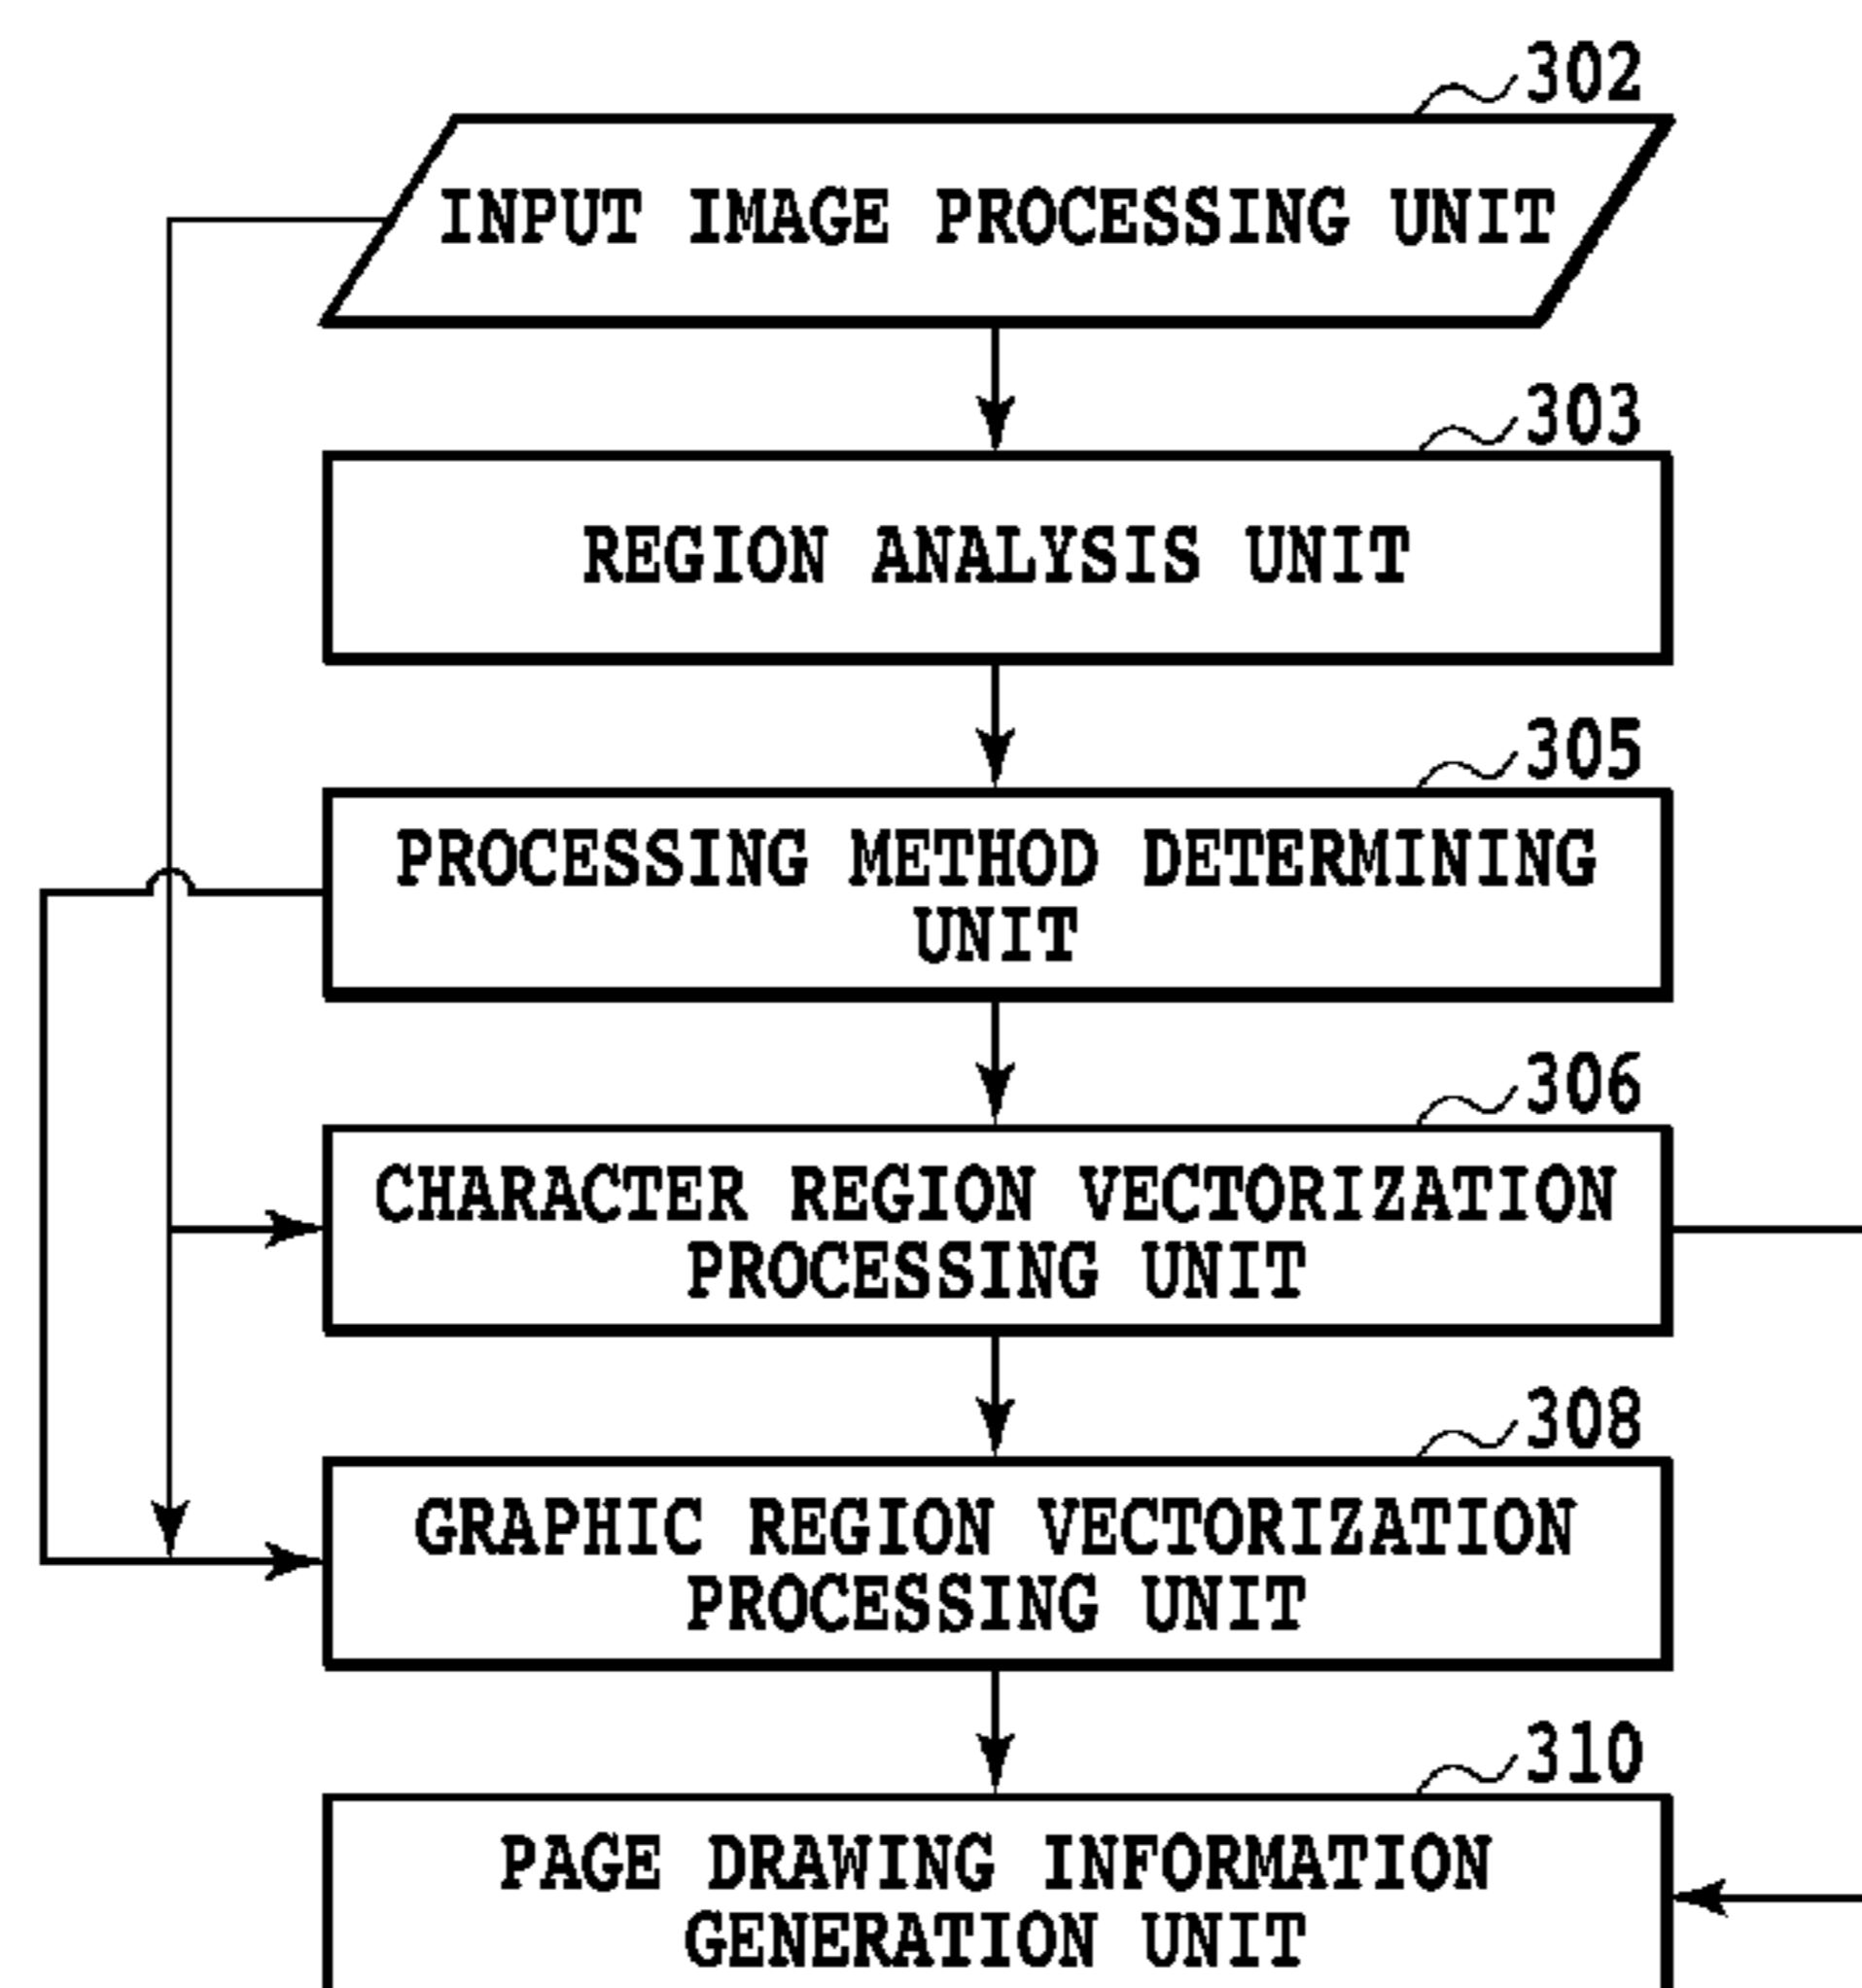 302
INPUT IMAGE PROCESSING UNIT
303
REGION ANALYSIS UNIT
305
PROCESSING METHOD DETERMINING
UNIT
306
CHARACTER REGION VECTORIZATION
PROCESSING UNIT
308
GRAPHIC REGION VECTORIZATION
PROCESSING UNIT
310
PAGE DRAWING INFORMATION
GENERATION UNIT